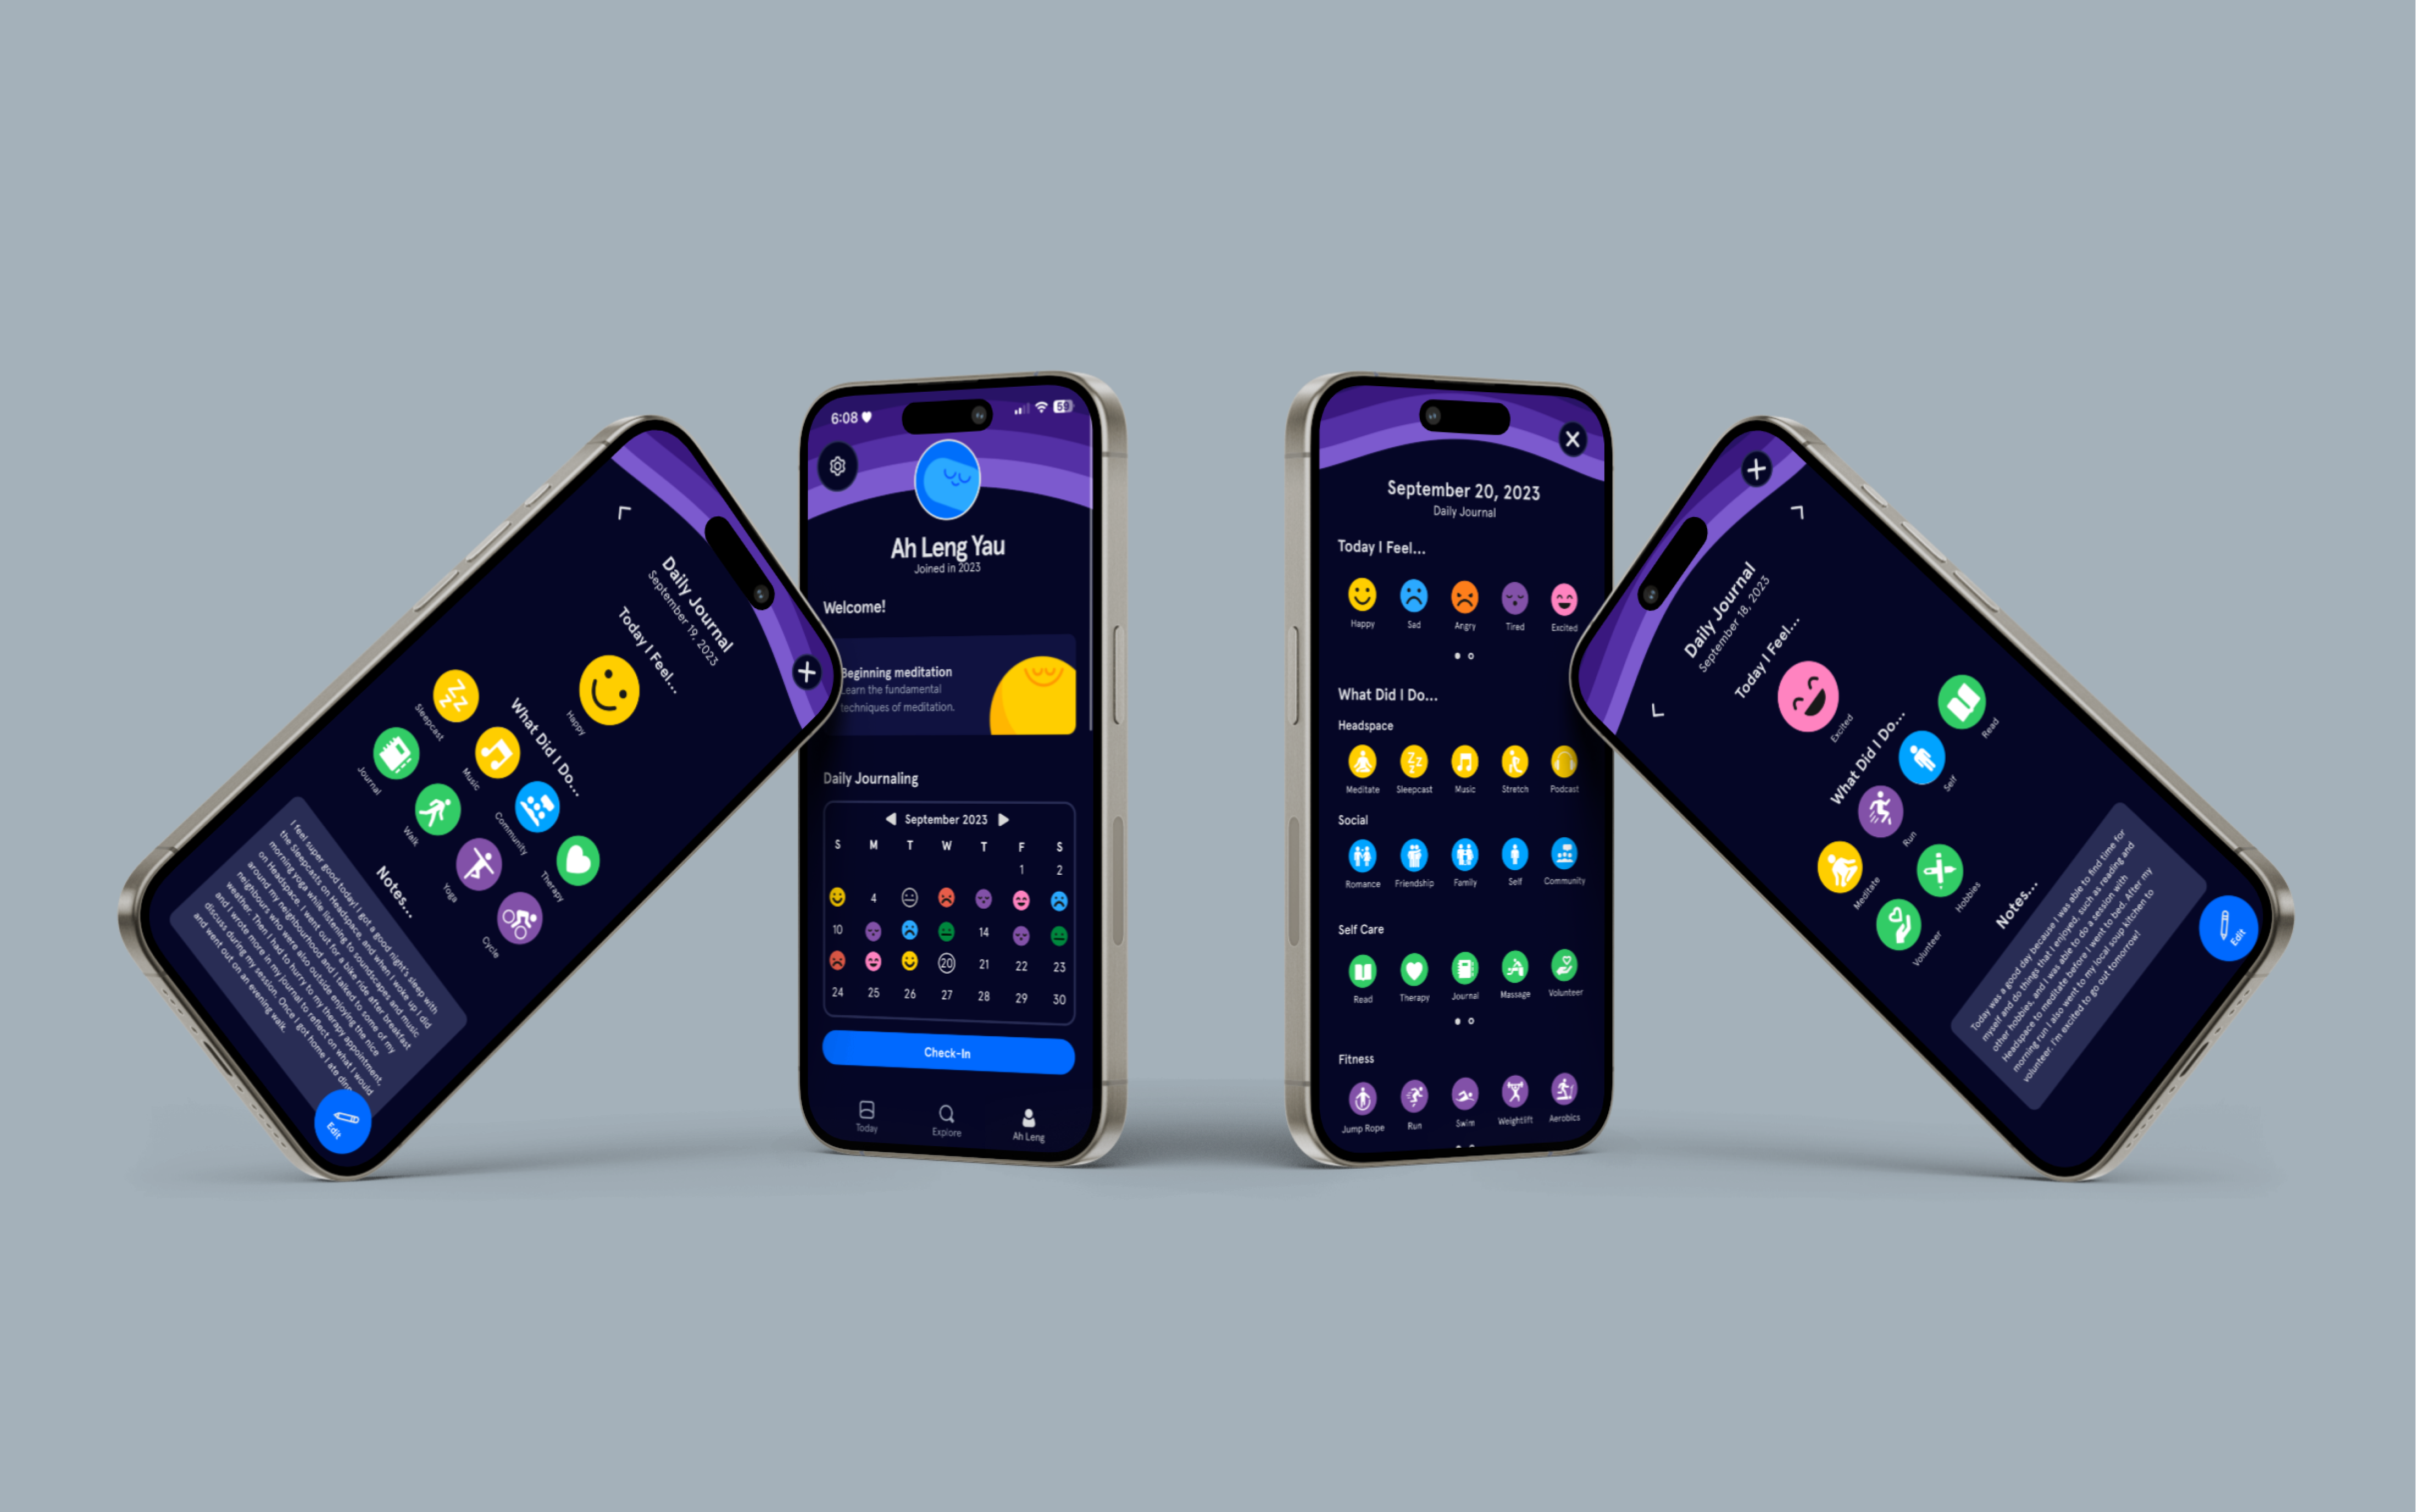 Daily Journal
September 19, 2023
Today I Feel...
Happy
What Did I Do...
Sleepcast
Music
Community
Therapy
Journal
Walk
Yoga
Cycle
Notes...
I feel super good today! I got a good night's sleep with
the Sleepcasts on Headspace, and when I woke up I did
morning yoga while listening to soundscapes and music
on Headspace. I went out for a bike ride after breakfast
around my neighbourhood and I talked to some of my
neighbours who were also outside enjoying the nice
weather. Then I had to hurry to my therapy appointment,
and I wrote more in my journal to reflect on what I would
discuss during my session. Once I got home I ate
and went out on an evening walk.
Edit
6:08
59
Ah Leng Yau
Joined in 2023
Welcome!
Beginning meditation
Learn the fundamental
techniques of meditation.
Daily Journaling
September 2023
S M T W T F S
1 2
4
10 14
20 21 22 23
24 25 26 27 28 29 30
Check-In
Today Explore Ah Leng
September 20, 2023
Daily Journal
Today I Feel...
Happy Sad Angry Tired Excited
What Did I Do...
Headspace
Meditate Sleepcast Music Stretch Podcast
Social
Romance Friendship Family Self Community
Self Care
Read Therapy Journal Massage Volunteer
Fitness
Jump Rope Run Swim Weightlift Aerobics
Daily Journal
September 18, 2023
Today I Feel...
Excited
What Did I Do...
Meditate
Run
Self
Read
Volunteer
Hobbies
Notes...
Today was a good day because I was able to find time for
myself and do things that I enjoyed, such as reading and
other hobbies, and I was able to do a session with
Headspace to meditate before I went to bed. After my
morning run I also went to my local soup kitchen to
volunteer. I'm excited to go out tomorrow!
Edit